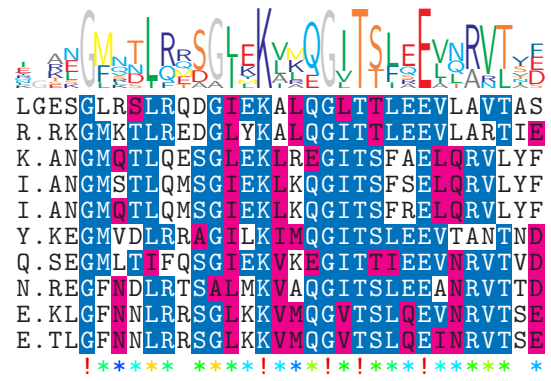 LGESGLRSLRQDGIEKALQGLTTLEEVLAVTAS
R.RKGMKTLREDGLYKALQGITTLEEVLARTIE
K.ANGMQTLQESGLEKLREGITSFAELQRVLYF
I.ANGMSTLQMSGIEKLKQGITSFSELQRVLYF
I.ANGMQTLQMSGIEKLKQGITSFRELQRVLYF
Y.KEGMVDLRRAGILKIMQGITSLEEVTANTND
Q.SEGMLTIFQSGIEKVKEGITTIEEVNRVTVD
N.REGFNDLRTSALMKVAQGITSLEEANRVTTD
E.KLGFNNLRRSGLKKVMQGVTSLQEVNRVTSE
E.TLGFNNLRRSGLKKVMQGVTSLQEINRVTSE
!***** ****!***!*!***!***** *